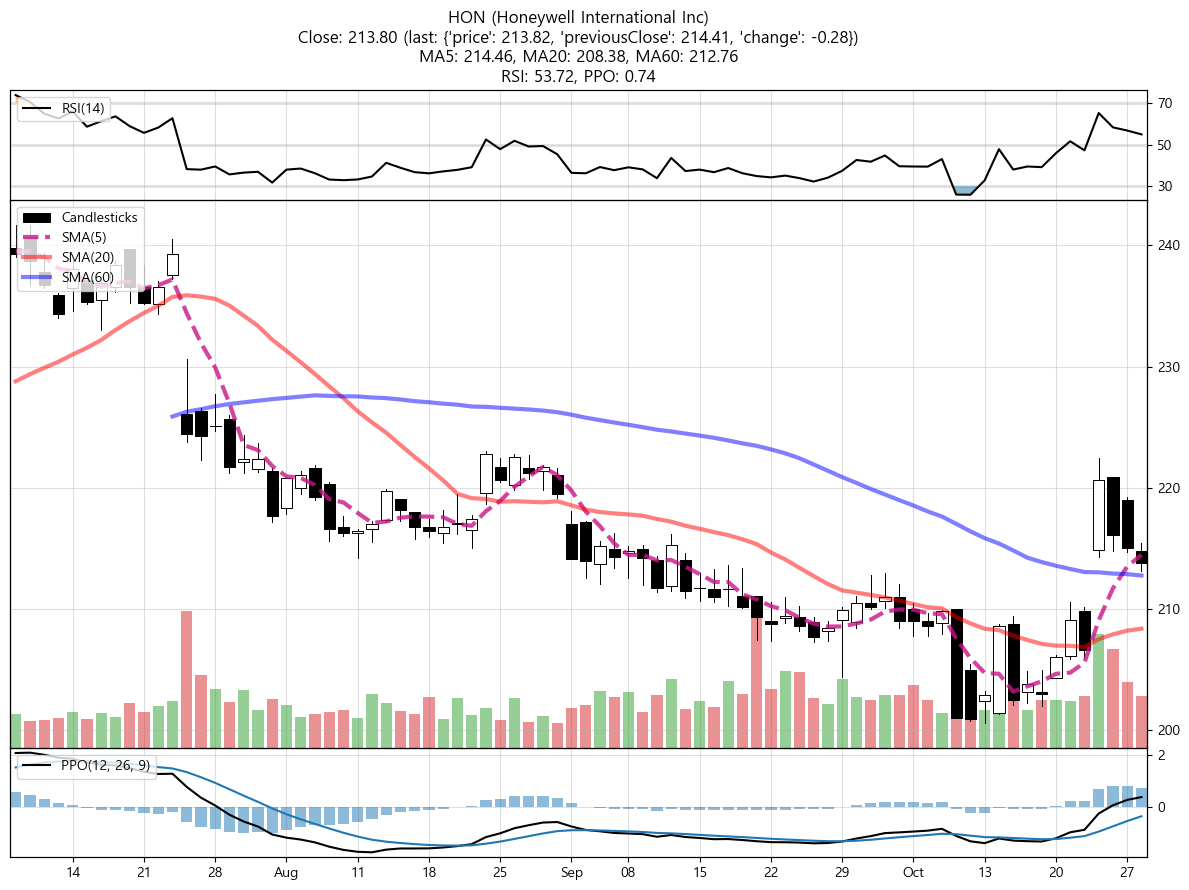 HON (Honeywell International Inc)
Close: 213.80 (last: {'price': 213.82, 'previousClose': 214.41, 'change': -0.28})
MA5: 214.46, MA20: 208.38, MA60: 212.76
RSI: 53.72, PPO: 0.74
RSI(14)
70
50
30
Candlesticks
SMA(5)
SMA(20)
SMA(60)
240
230
220
210
200
PPO(12, 26, 9)
2
0
14 21 28 Aug 11 18 25 Sep 08 15 22 29 Oct 13 20 27